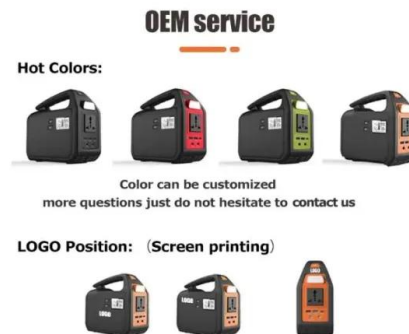 OEM service
Hot Colors:
Color can be customized
more questions just do not hesitate to contact us
LOGO Position: （Screen printing）
LOGO
LOGO